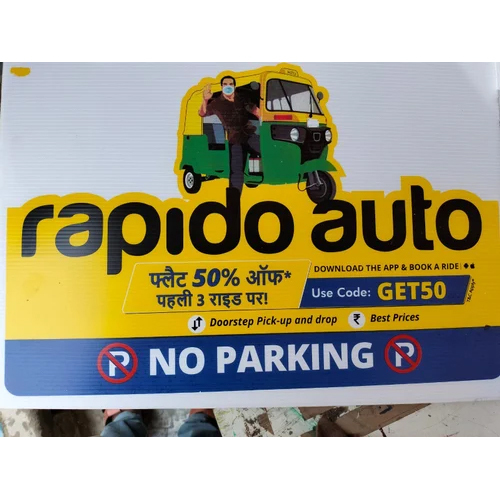 rapido auto
DOWNLOAD THE APP & BOOK A RIDE
फ्लैट 50% ऑफ*
पहली 3 राइड पर!
Use Code: GET50
Doorstep Pick-up and drop ₹ Best Prices
P NO PARKING P